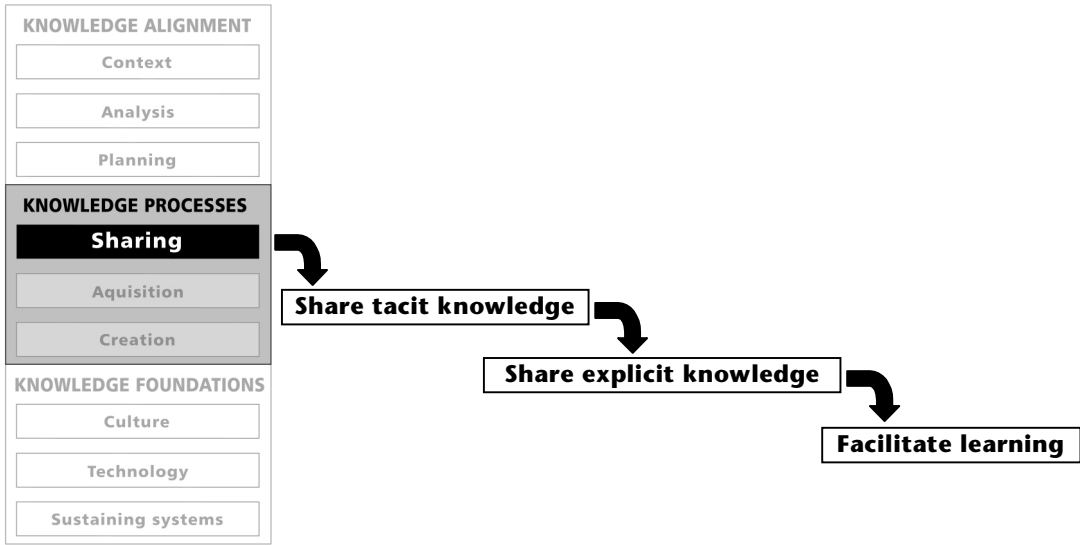 KNOWLEDGE ALIGNMENT
Context
Analysis
Planning
KNOWLEDGE PROCESSES
Sharing
Aquisition
Creation
KNOWLEDGE FOUNDATIONS
Culture
Technology
Sustaining systems
Share tacit knowledge
Share explicit knowledge
Facilitate learning